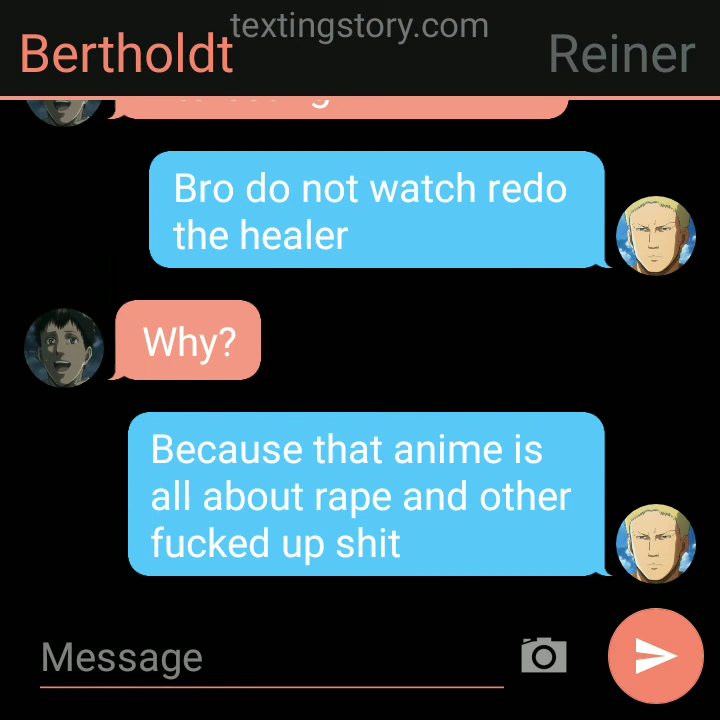 textingstory.com
Bertholdt
Reiner
Bro do not watch redo
the healer
Why?
Because that anime is
all about rape and other
fucked up shit
Message